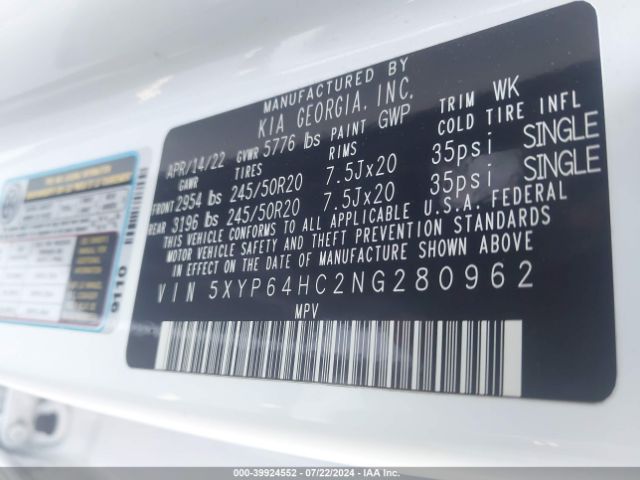 MANUFACTURED BY
KIA GEORGIA, INC.
APR/14/22 GVWR 5776 lbs PAINT GWP TRIM WK
GAWR TIRES RIMS COLD TIRE INFL
FRONT 2954 lbs 245/50R20 7.5Jx20 35psi SINGLE
REAR 3196 lbs 245/50R20 7.5Jx20 35psi SINGLE
THIS VEHICLE CONFORMS TO ALL APPLICABLE U.S.A. FEDERAL
MOTOR VEHICLE SAFETY AND THEFT PREVENTION STANDARDS
IN EFFECT ON THE DATE OF MANUFACTURE SHOWN ABOVE
VIN 5XYP64HC2NG280962
MPV
9110
CONSIGNOR: - 39924552 - 07/22/2024 - IAA Inc.